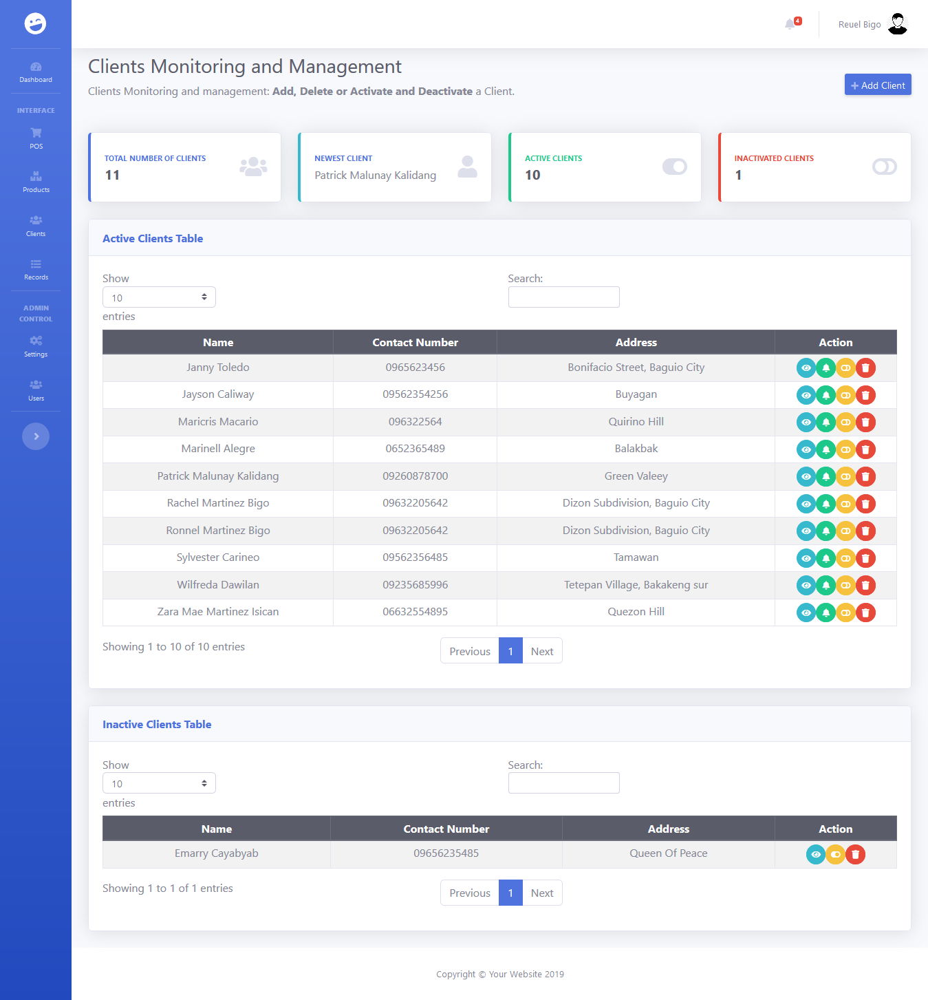 4
Reuel Bigo
Dashboard
INTERFACE
POS
Products
Clients
Records
ADMIN
CONTROL
Settings
Users
Clients Monitoring and Management
Clients Monitoring and management: Add, Delete or Activate and Deactivate a Client.
Add Client
TOTAL NUMBER OF CLIENTS
11
NEWEST CLIENT
Patrick Malunay Kalidang
ACTIVE CLIENTS
10
INACTIVATED CLIENTS
1
Active Clients Table
Show
10
entries
Search:
Name Contact Number Address Action
Janny Toledo 0965623456 Bonifacio Street, Baguio City
Jayson Caliway 09562354256 Buyagan
Maricris Macario 096322564 Quirino Hill
Marinell Alegre 0652365489 Balakbak
Patrick Malunay Kalidang 09260878700 Green Valeey
Rachel Martinez Bigo 09632205642 Dizon Subdivision, Baguio City
Ronnel Martinez Bigo 09632205642 Dizon Subdivision, Baguio City
Sylvester Carineo 09562356485 Tamawan
Wilfreda Dawilan 09235685996 Tetepan Village, Bakakeng sur
Zara Mae Martinez Isican 06632554895 Quezon Hill
Showing 1 to 10 of 10 entries
Previous 1 Next
Inactive Clients Table
Show
10
entries
Search:
Name Contact Number Address Action
Emarry Cayabyab 09656235485 Queen Of Peace
Showing 1 to 1 of 1 entries
Previous 1 Next
Copyright © Your Website 2019